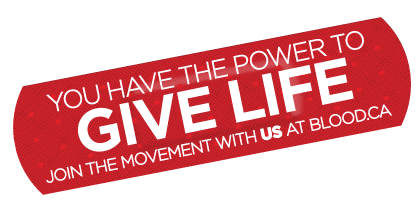 YOU HAVE THE POWER TO
GIVE LIFE
JOIN THE MOVEMENT WITH US AT BLOOD.CA